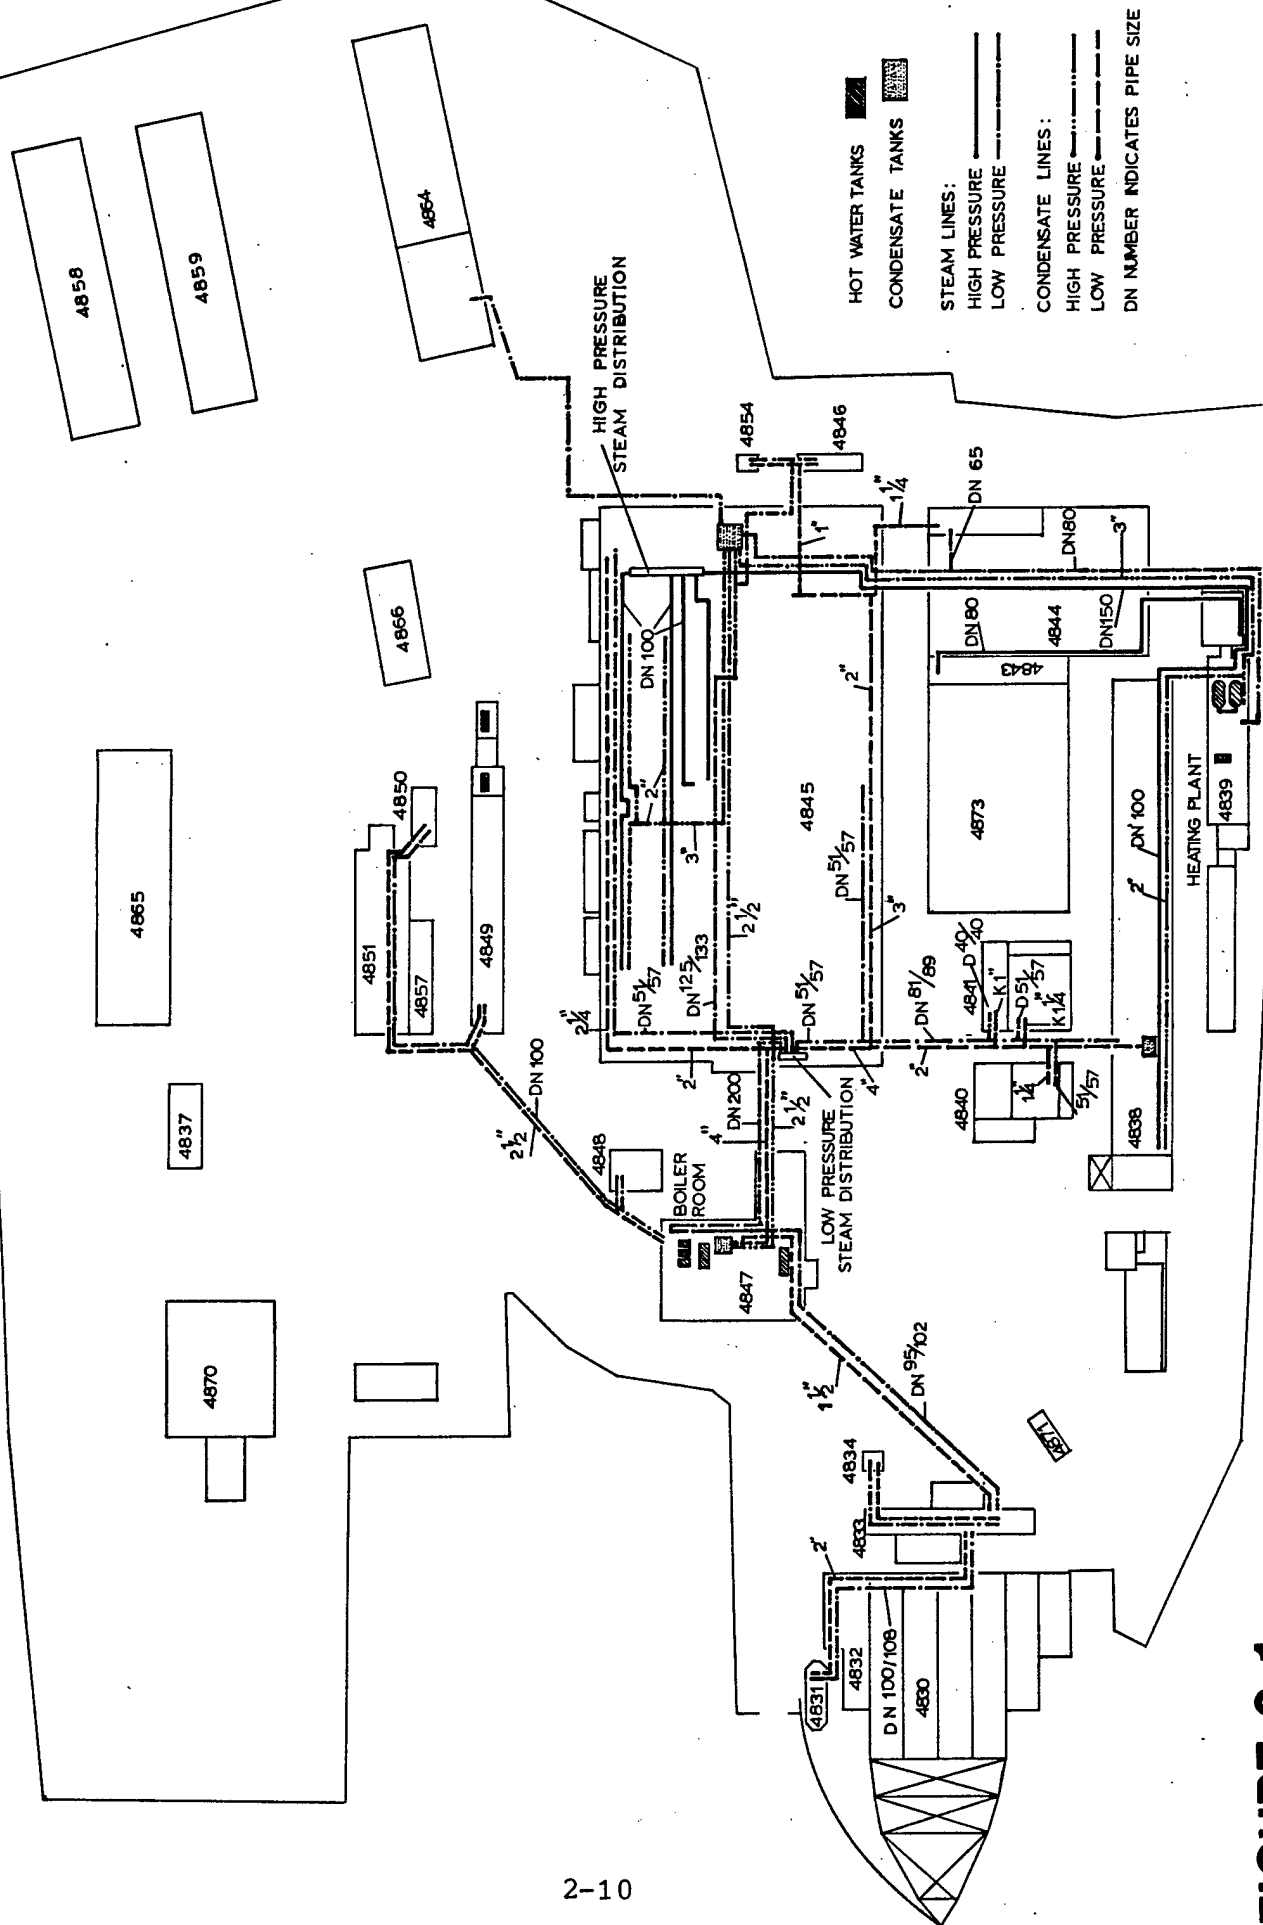 4858
4859
4864
HIGH PRESSURE
STEAM DISTRIBUTION
HOT WATER TANKS
CONDENSATE TANKS
STEAM LINES:
HIGH PRESSURE
LOW PRESSURE
CONDENSATE LINES:
HIGH PRESSURE
LOW PRESSURE
DN NUMBER INDICATES PIPE SIZE
4866
4865
4850
4851
4857
4849
4837
4870
4848
DN 100
2½"
BOILER
ROOM
4847
4854
4846
1"
1¼"
DN 65
DN80
3"
DN 80
4844
DN150
4843
4873
DN 100
2"
3"
4845
2"
2½"
DN 125/133
DN 51/57
2¼"
2"
DN 51/57
3"
DN 51/57
DN 81/89
4"
2"
4841
D 40/40
K1"
D 51/57
K1¼"
4840
51/57
4838
DN 100
2"
HEATING PLANT
4839
DN 200
4"
2½"
LOW PRESSURE
STEAM DISTRIBUTION
1½"
DN 95/102
4871
4834
4833
2"
4831
4832
DN 100/108
4830
2-10